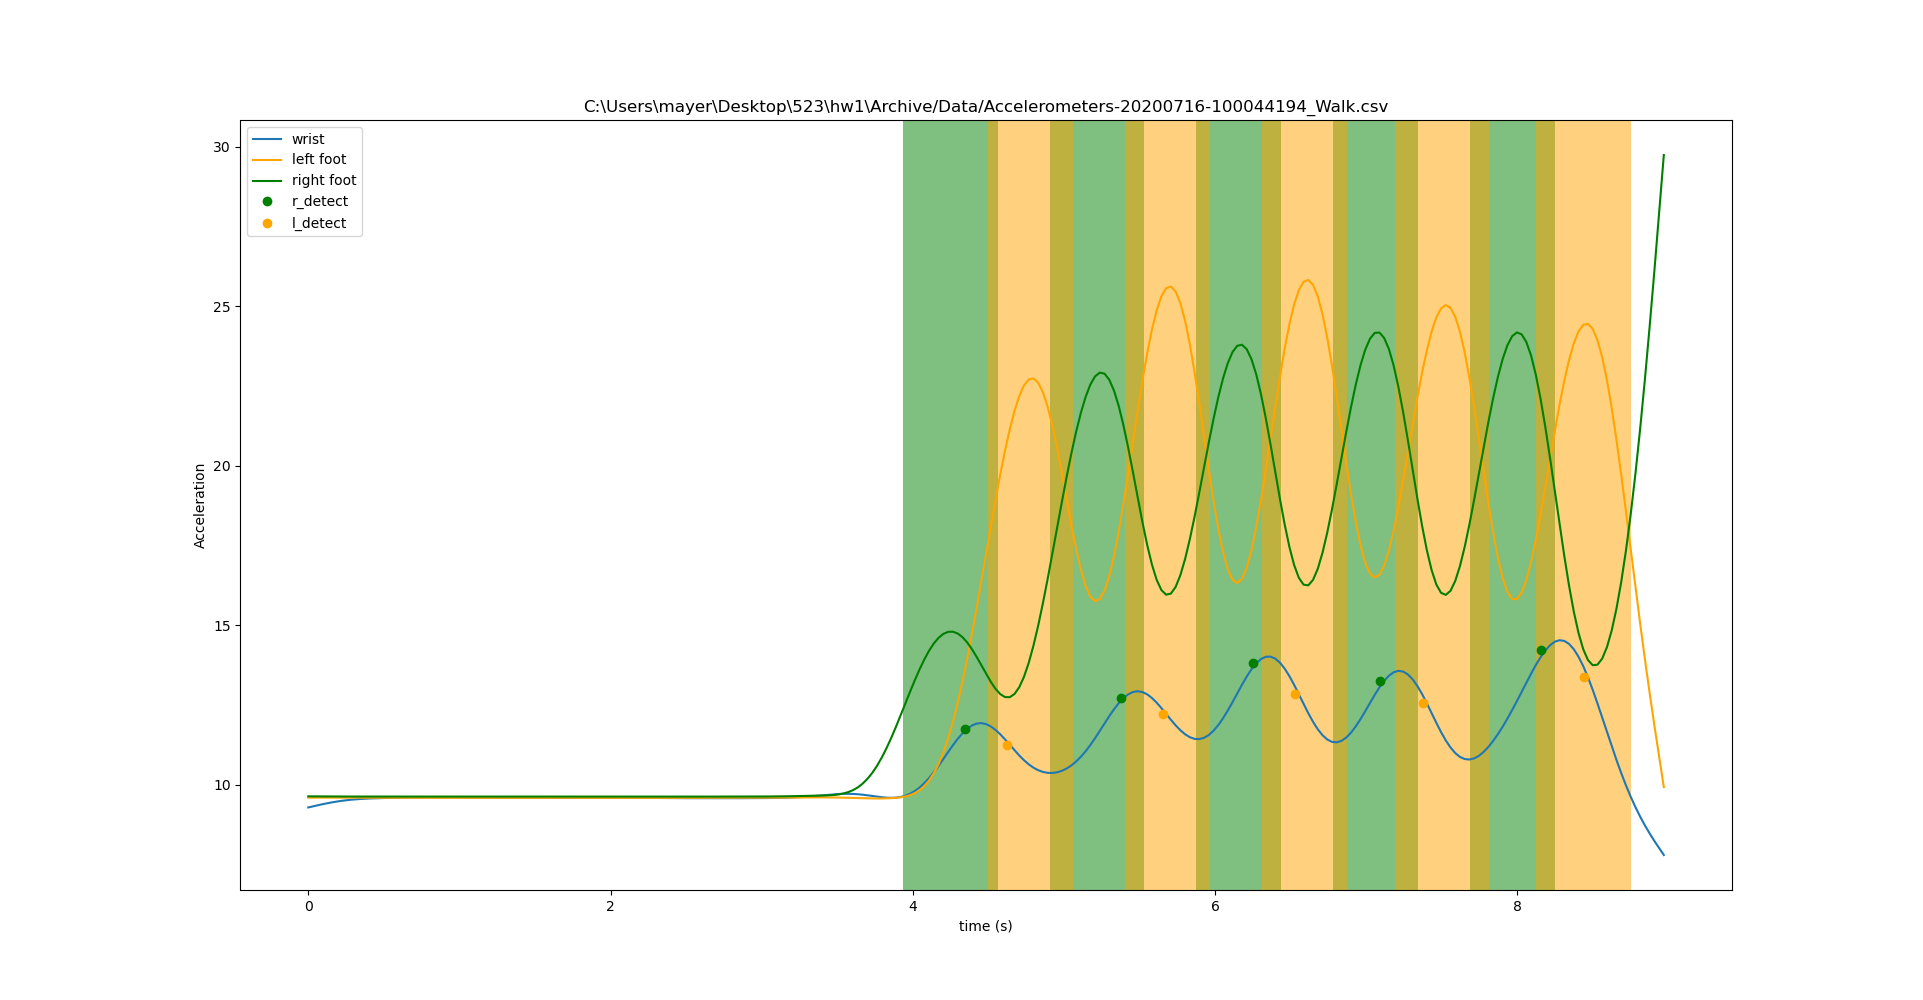 C:\Users\mayer\Desktop\523\hw1\Archive/Data/Accelerometers-20200716-100044194_Walk.csv
wrist
left foot
right foot
r_detect
l_detect
30
25
20
15
10
Acceleration
0 2 4 6 8
time (s)